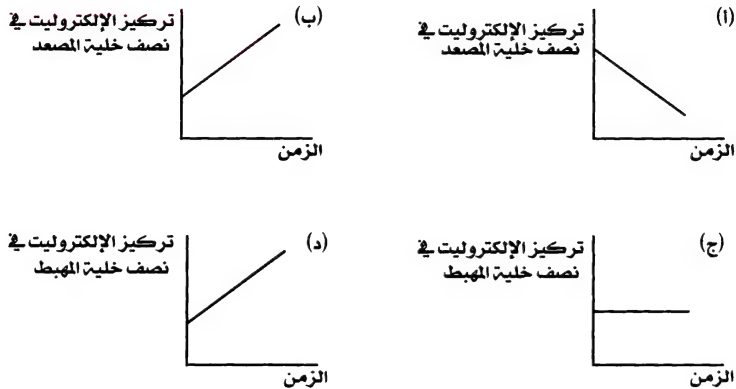 (أ)
تركيز الإلكتروليت في
نصف خلية المصعد
الزمن
(ب)
تركيز الإلكتروليت في
نصف خلية المصعد
الزمن
(ج)
تركيز الإلكتروليت في
نصف خلية المهبط
الزمن
(د)
تركيز الإلكتروليت في
نصف خلية المهبط
الزمن